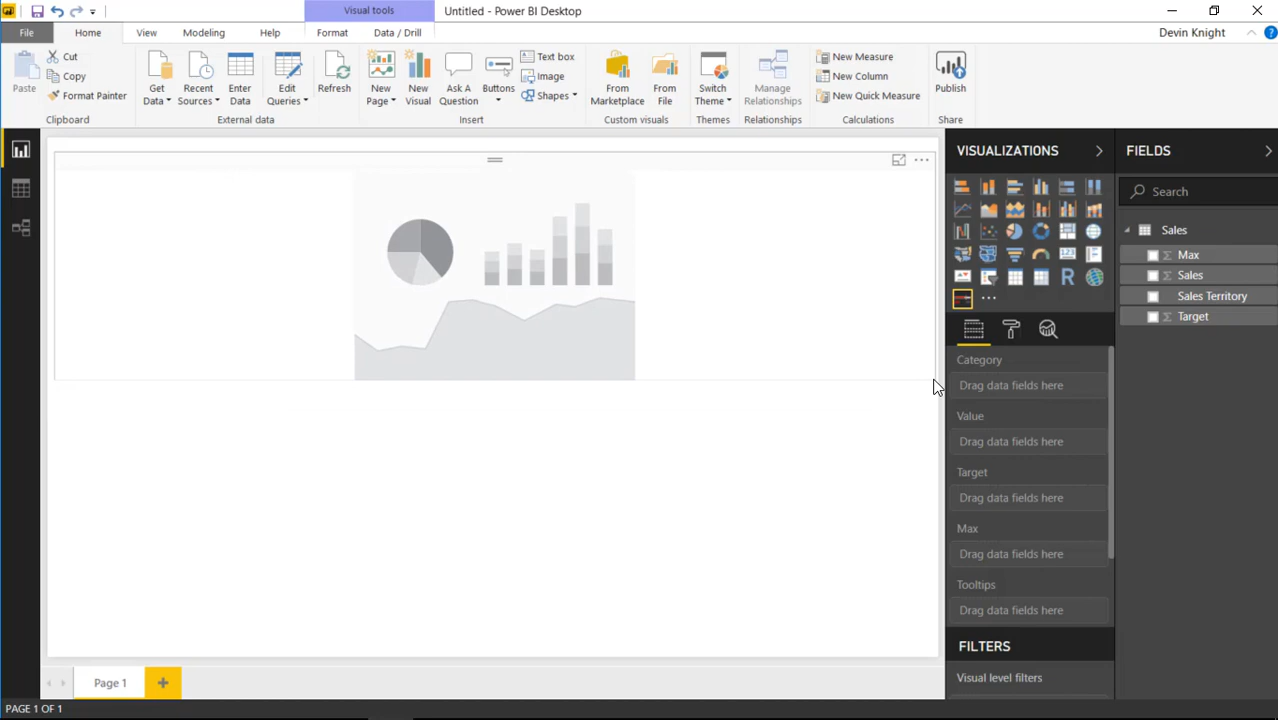 Visual tools
Untitled - Power BI Desktop
File
Home
View
Modeling
Help
Format
Data / Drill
Devin Knight
?
Paste
Cut
Copy
Format Painter
Clipboard
Get
Data
Recent
Sources
Enter
Data
Edit
Queries
Refresh
External data
New
Page
New
Visual
Ask A
Question
Buttons
Text box
Image
Shapes
Insert
From
Marketplace
From
File
Custom visuals
Switch
Theme
Themes
Manage
Relationships
Relationships
New Measure
New Column
New Quick Measure
Calculations
Publish
Share
VISUALIZATIONS
R
Category
Drag data fields here
Value
Drag data fields here
Target
Drag data fields here
Max
Drag data fields here
Tooltips
Drag data fields here
FILTERS
Visual level filters
FIELDS
Search
Sales
Σ Max
Σ Sales
Sales Territory
Σ Target
Page 1
PAGE 1 OF 1